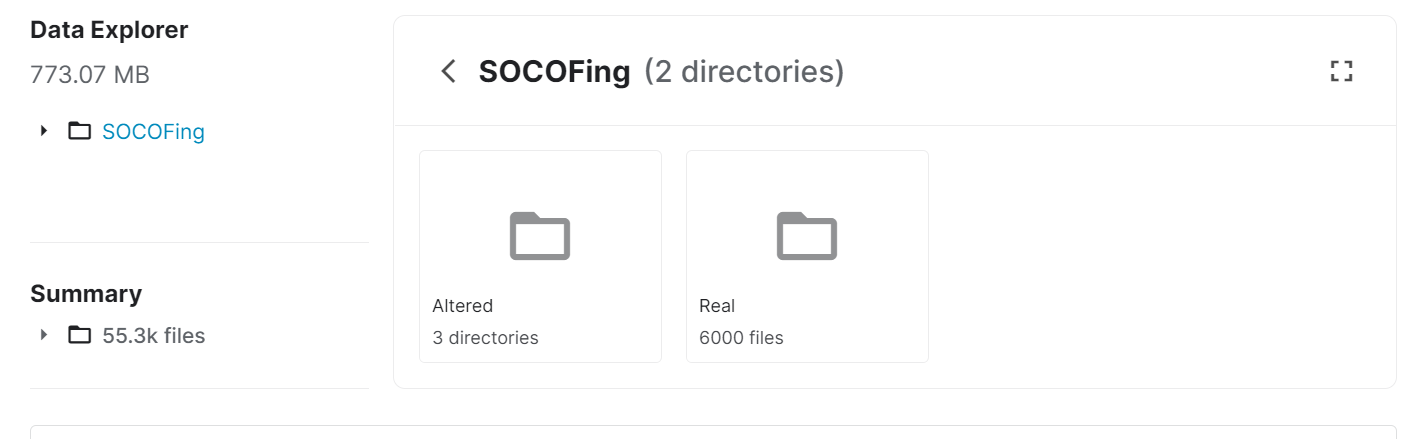 Data Explorer
773.07 MB
SOCOFing
Summary
55.3k files
SOCOFing (2 directories)
Altered
3 directories
Real
6000 files